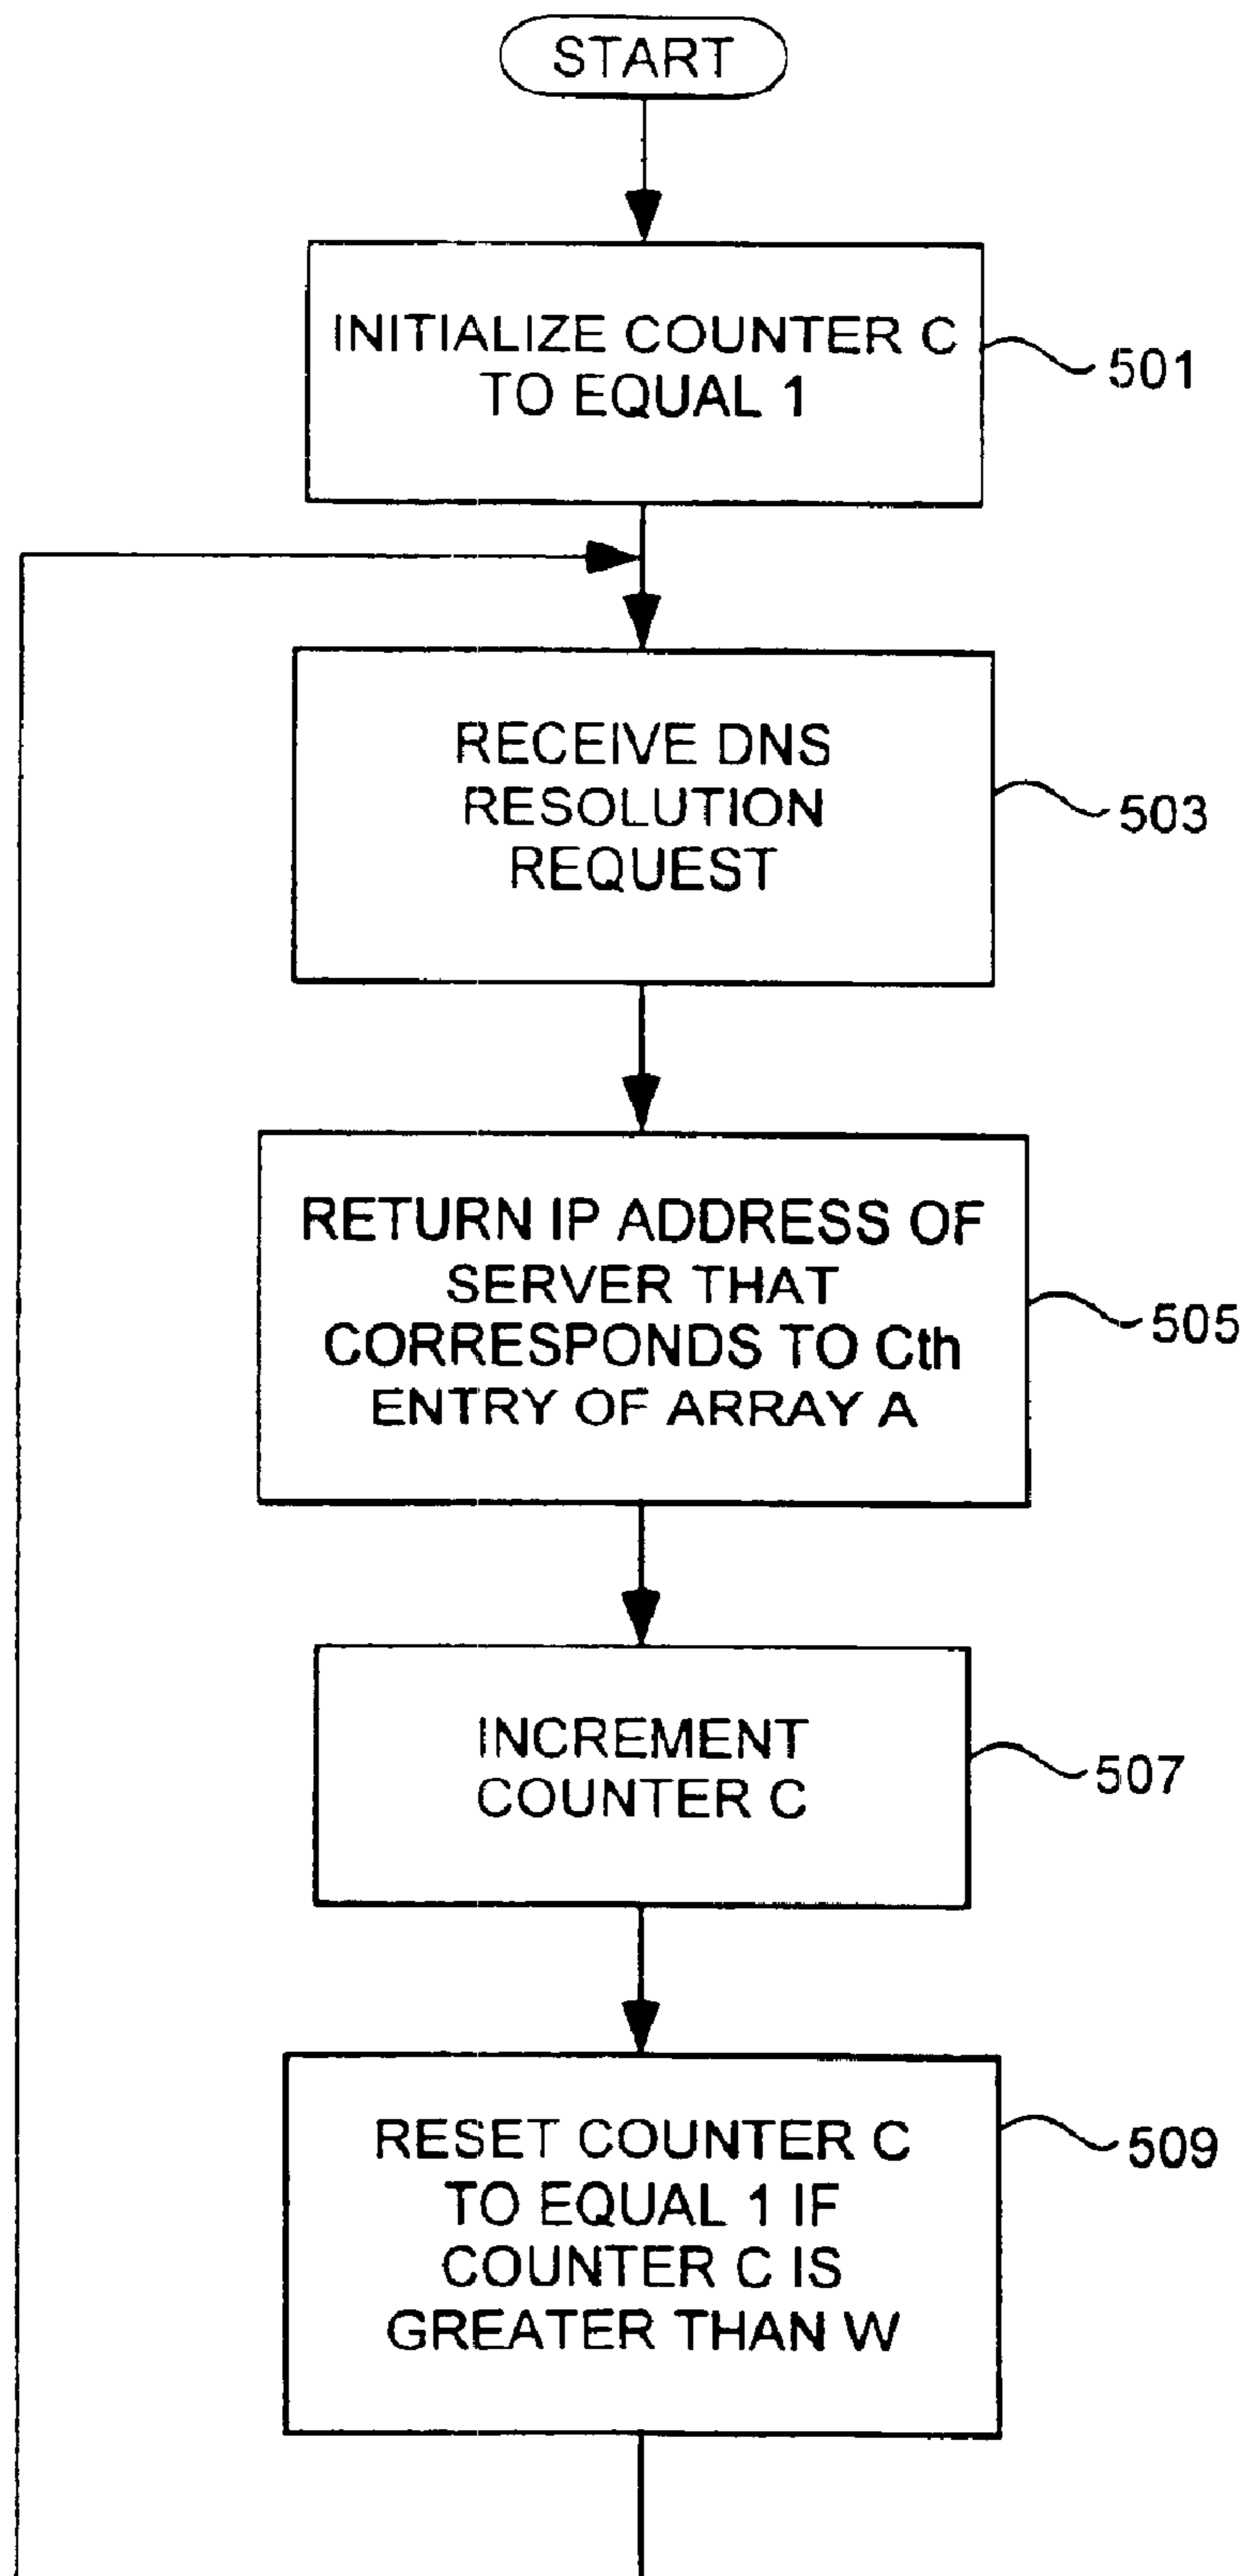 START
INITIALIZE COUNTER C
TO EQUAL 1
501
RECEIVE DNS
RESOLUTION
REQUEST
503
RETURN IP ADDRESS OF
SERVER THAT
CORRESPONDS TO Cth
ENTRY OF ARRAY A
505
INCREMENT
COUNTER C
507
RESET COUNTER C
TO EQUAL 1 IF
COUNTER C IS
GREATER THAN W
509